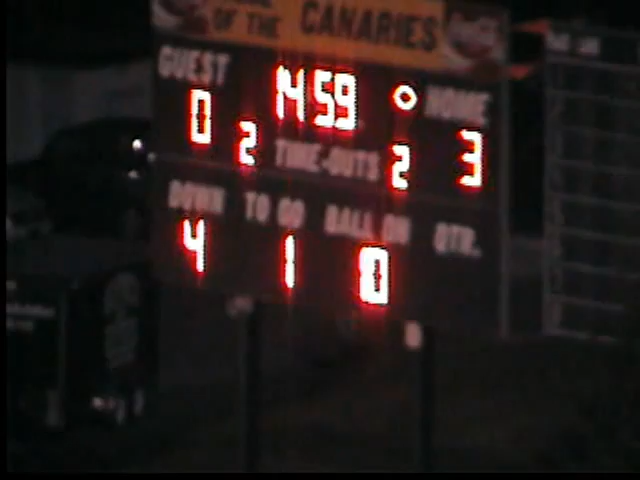 OF THE CANARIES
GUEST 14 59 HOME
0 2 TIME-OUTS 2 3
DOWN TO GO BALL ON QTR.
4 1 10